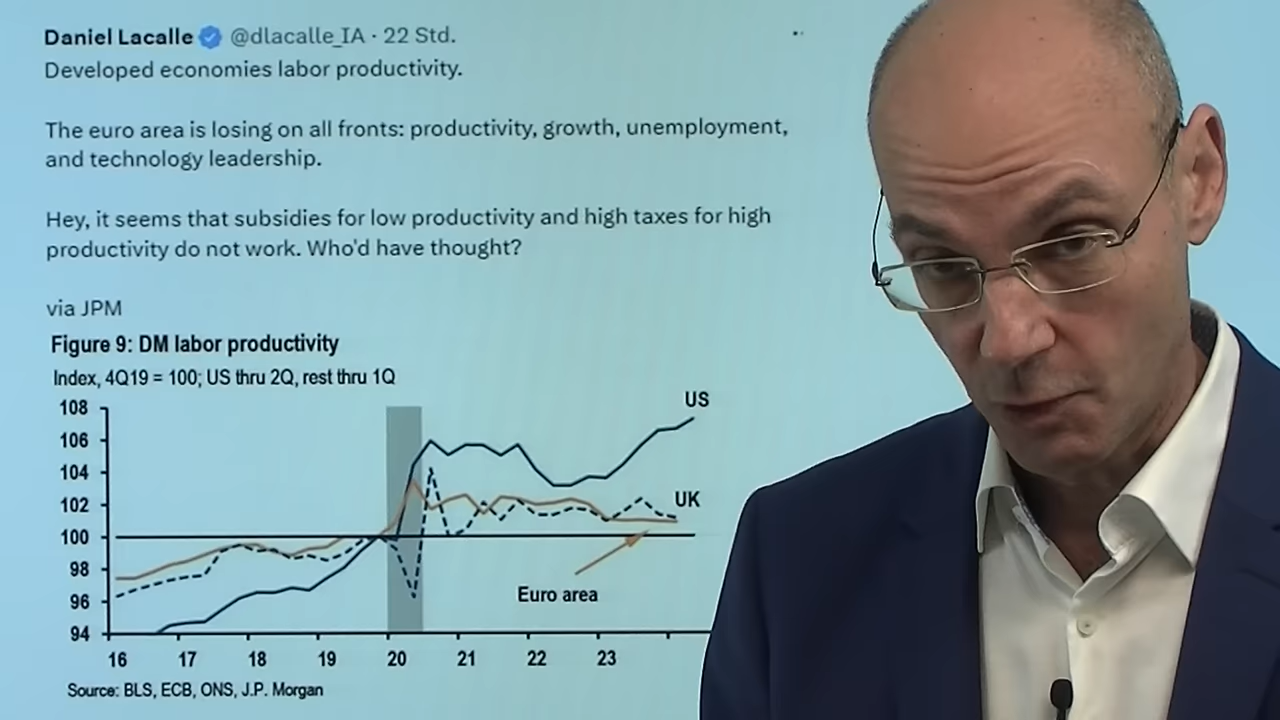 Daniel Lacalle @dlacalle_IA · 22 Std.
Developed economies labor productivity.
The euro area is losing on all fronts: productivity, growth, unemployment,
and technology leadership.
Hey, it seems that subsidies for low productivity and high taxes for high
productivity do not work. Who'd have thought?
via JPM
Figure 9: DM labor productivity
Index, 4Q19 = 100; US thru 2Q, rest thru 1Q
108
US
106
104
102
UK
100
98
Euro area
96
94
16 17 18 19 20 21 22 23
Source: BLS, ECB, ONS, J.P. Morgan